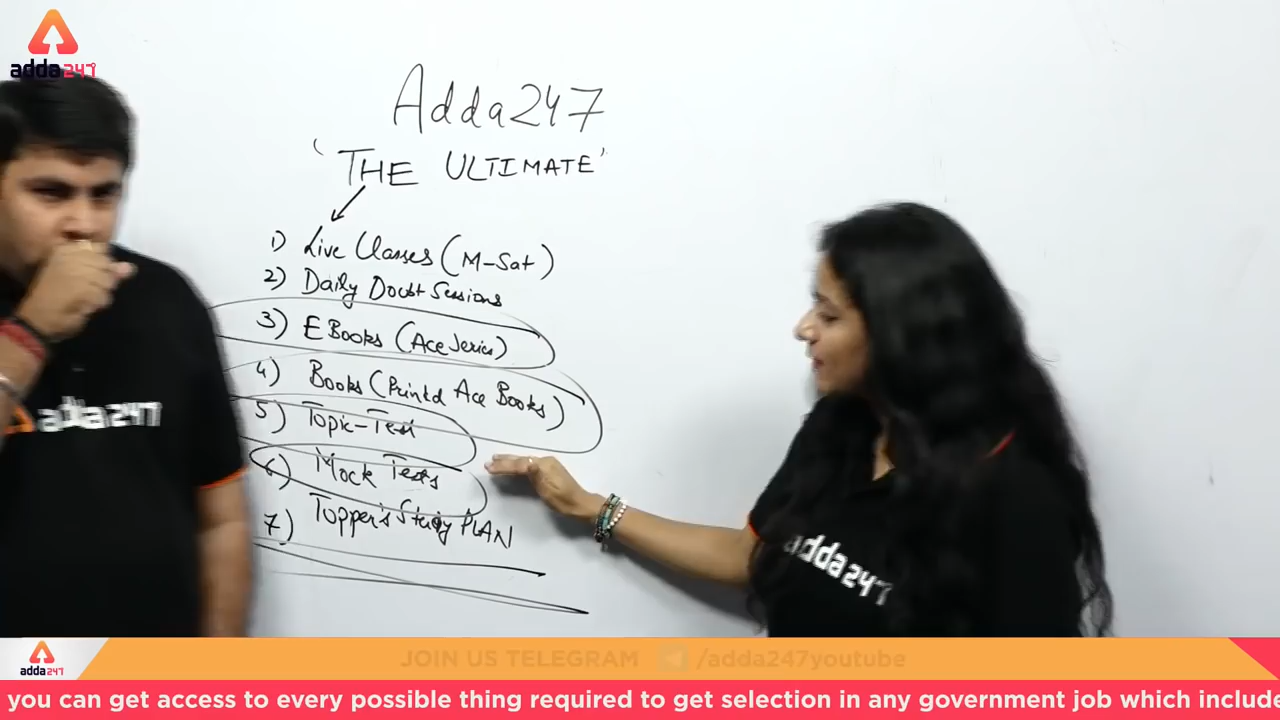 adda247
Adda247
'THE ULTIMATE'
1) Live Classes (M-Sat)
2) Daily Doubt Sessions
3) E Books (Ace Series)
4) Books (Printed Ace Books)
5) Topic-Test
6) Mock Tests
7) Topper's Study PLAN
adda247
adda247
adda247
JOIN US TELEGRAM /adda247youtube
you can get access to every possible thing required to get selection in any government job which include